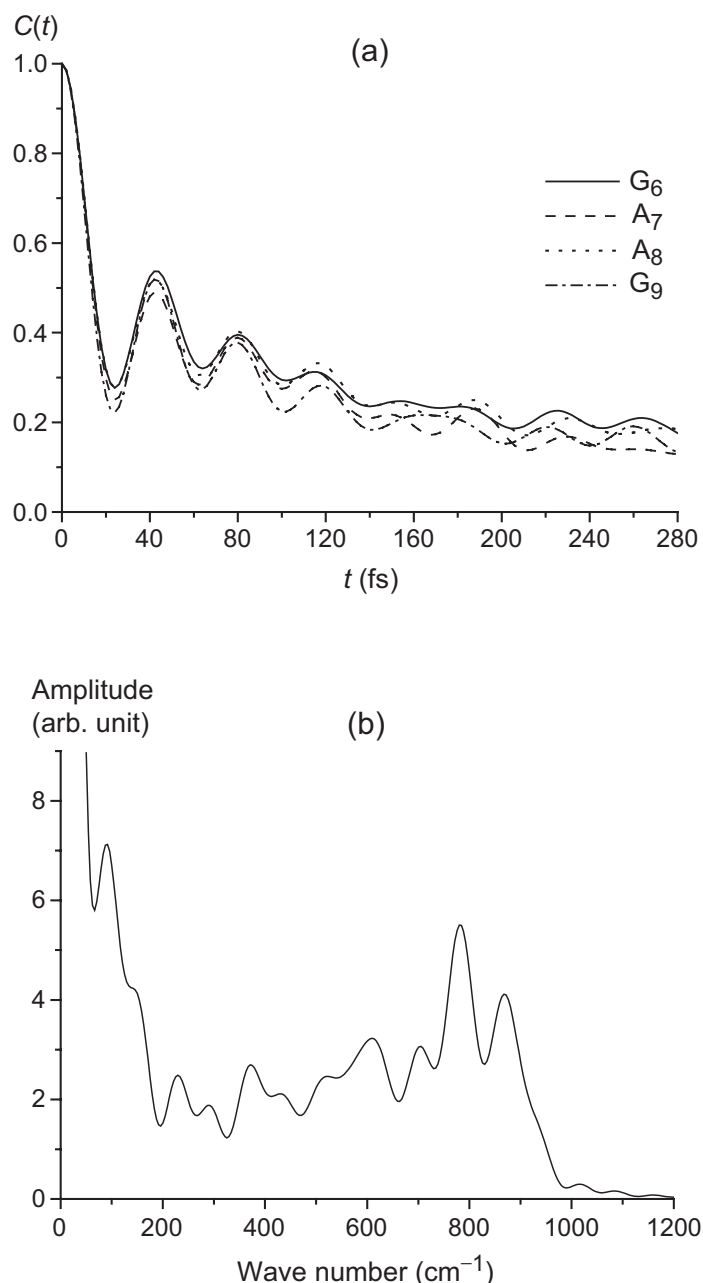 C(t)
(a)
1.0
0.8
0.6
0.4
0.2
0.0
G6
A7
A8
G9
0 40 80 120 160 200 240 280
t (fs)
Amplitude
(arb. unit)
(b)
8
6
4
2
0
0 200 400 600 800 1000 1200
Wave number (cm−1)